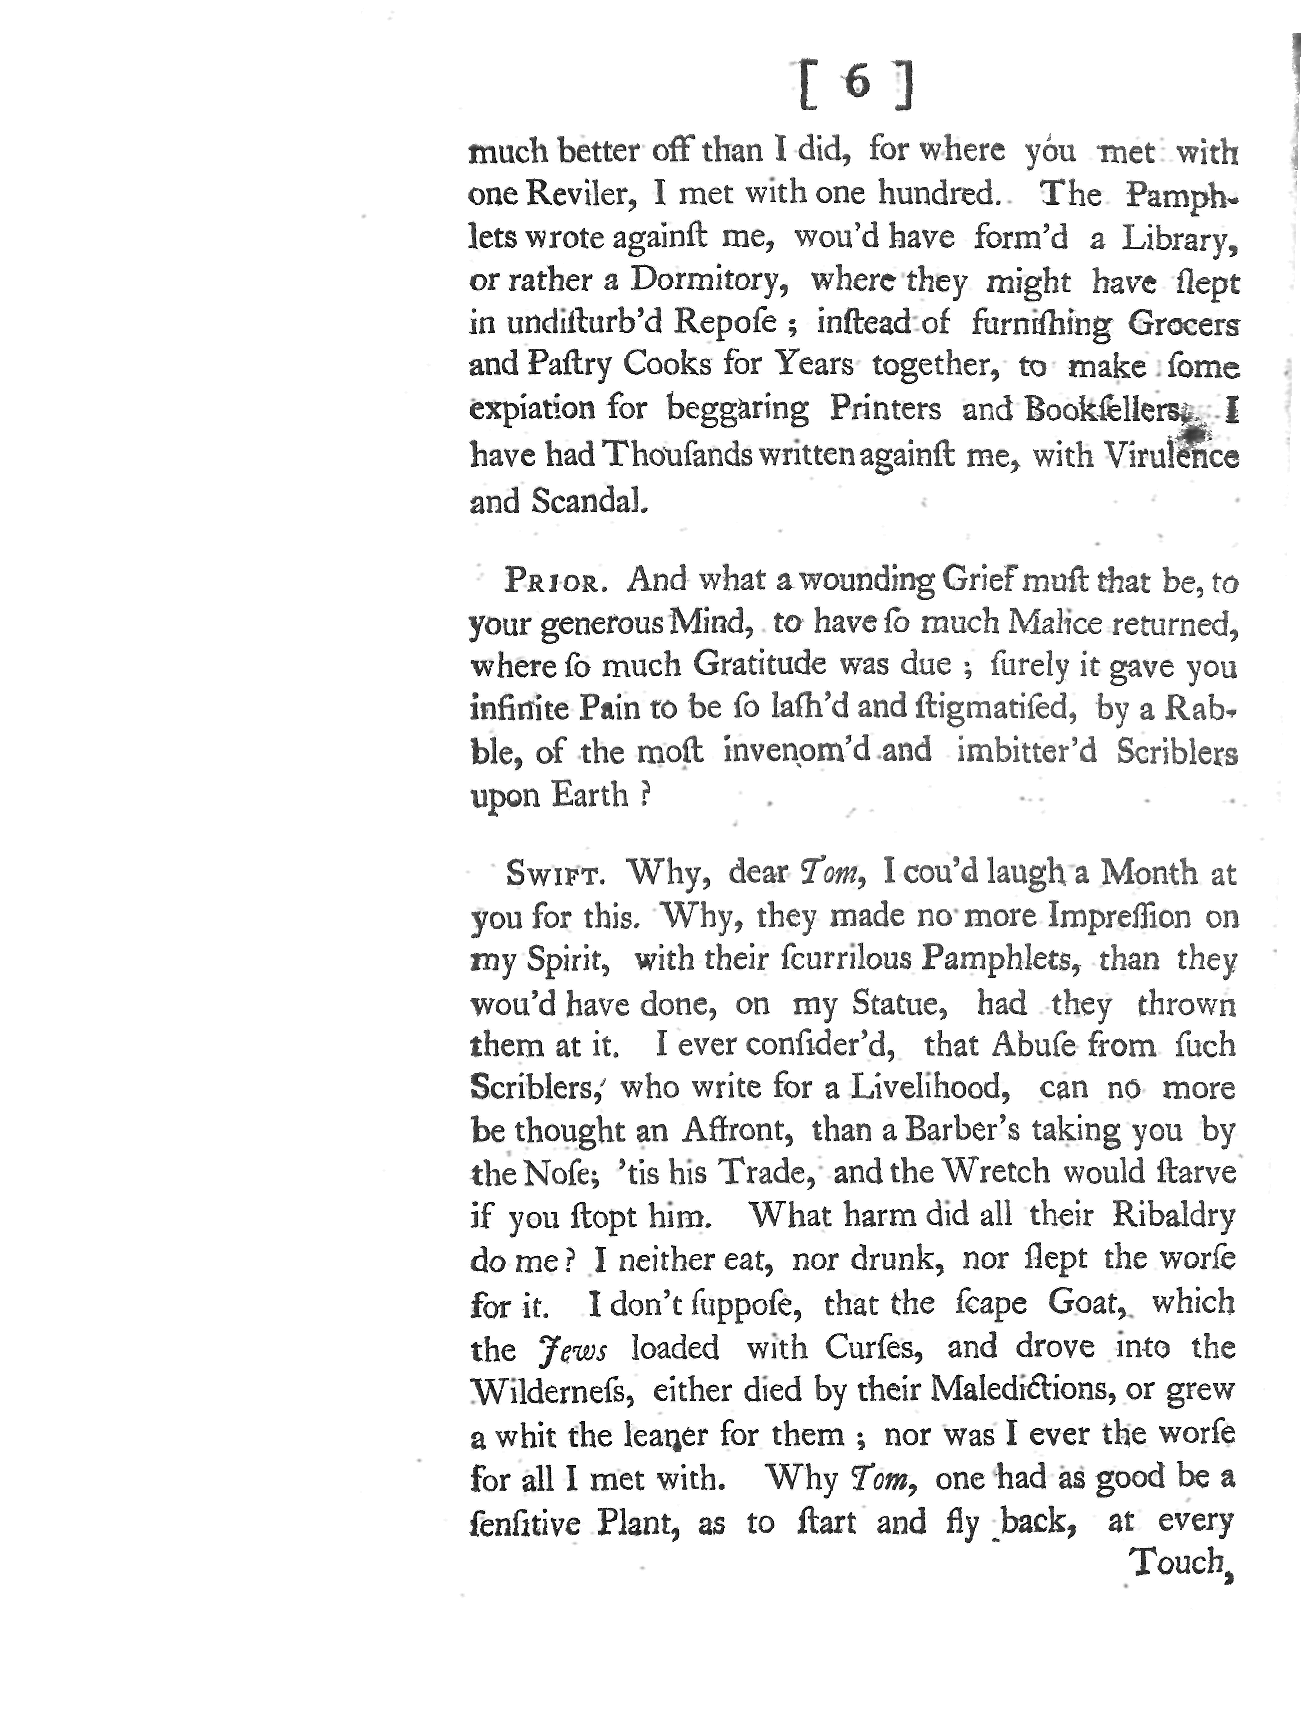 [ 6 ]
much better off than I did, for where you met with
one Reviler, I met with one hundred. The Pamph-
lets wrote againſt me, wou'd have form'd a Library,
or rather a Dormitory, where they might have ſlept
in undiſturb'd Repoſe ; inſtead of furniſhing Grocers
and Paſtry Cooks for Years together, to make ſome
expiation for beggaring Printers and Bookſellers. I
have had Thouſands written againſt me, with Virulence
and Scandal.
PRIOR. And what a wounding Grief muſt that be, to
your generous Mind, to have ſo much Malice returned,
where ſo much Gratitude was due ; ſurely it gave you
infinite Pain to be ſo laſh'd and ſtigmatiſed, by a Rab-
ble, of the moſt invenom'd and imbitter'd Scriblers
upon Earth ?
SWIFT. Why, dear Tom, I cou'd laugh a Month at
you for this. Why, they made no more Impreſſion on
my Spirit, with their ſcurrilous Pamphlets, than they
wou'd have done, on my Statue, had they thrown
them at it. I ever conſider'd, that Abuſe from ſuch
Scriblers, who write for a Livelihood, can no more
be thought an Affront, than a Barber's taking you by
the Noſe; 'tis his Trade, and the Wretch would ſtarve
if you ſtopt him. What harm did all their Ribaldry
do me ? I neither eat, nor drunk, nor ſlept the worſe
for it. I don't ſuppoſe, that the ſcape Goat, which
the Jews loaded with Curſes, and drove into the
Wilderneſs, either died by their Maledictions, or grew
a whit the leaner for them ; nor was I ever the worſe
for all I met with. Why Tom, one had as good be a
ſenſitive Plant, as to ſtart and fly back, at every
Touch,